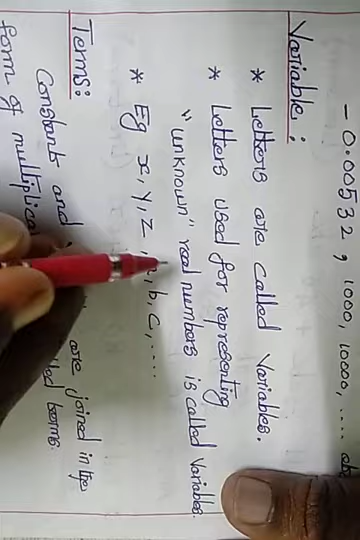 - 0.00532, 1000, 10000, ....
Variable:
* Letters are called Variables.
* Letters used for representing
"unknown" real numbers is called Variables.
* Eg x, y, z, b, c, ....
Terms:
Constants and are joined in the
form of terms.